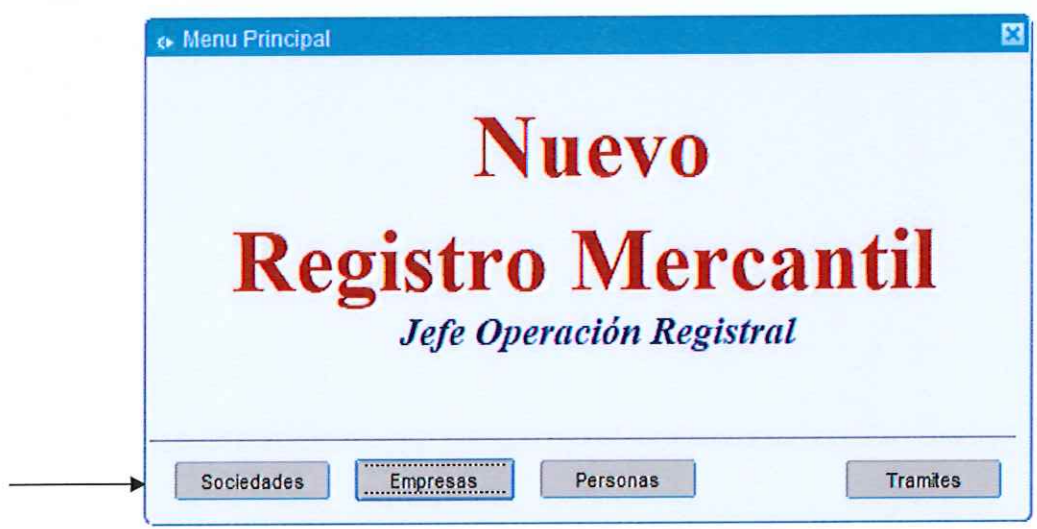 Menu Principal
Nuevo
Registro Mercantil
Jefe Operación Registral
Sociedades Empresas Personas Tramites